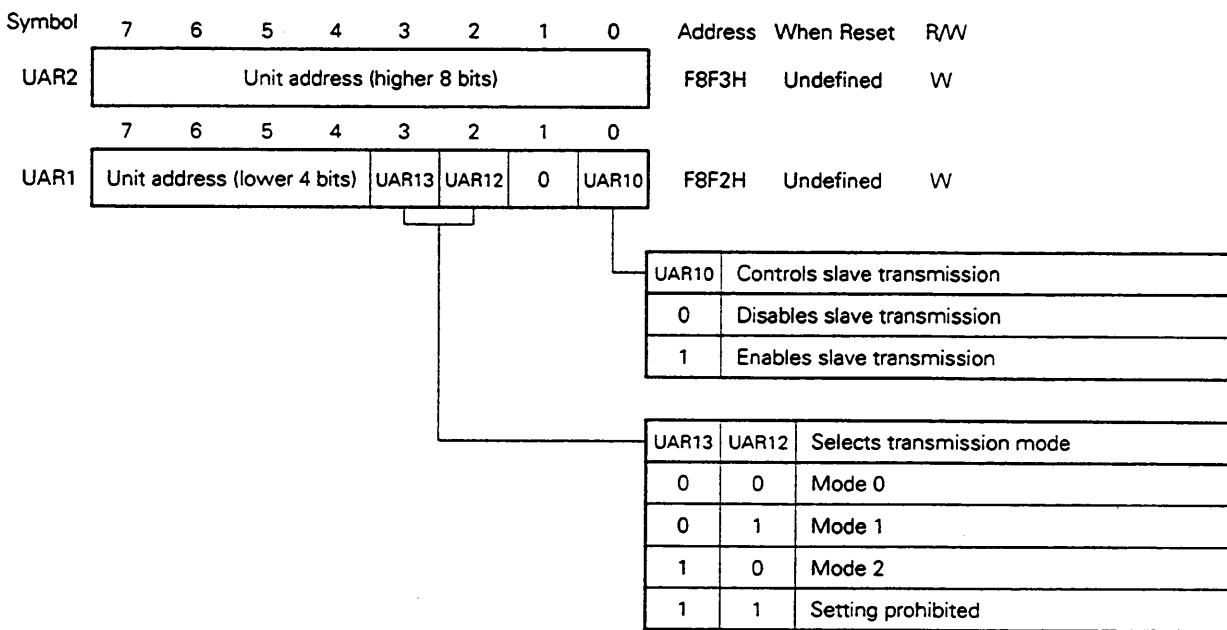 Symbol 7 6 5 4 3 2 1 0 Address When Reset R/W
UAR2 Unit address (higher 8 bits) F8F3H Undefined W
7 6 5 4 3 2 1 0
UAR1 Unit address (lower 4 bits) UAR13 UAR12 0 UAR10 F8F2H Undefined W
UAR10 Controls slave transmission
0 Disables slave transmission
1 Enables slave transmission
UAR13 UAR12 Selects transmission mode
0 0 Mode 0
0 1 Mode 1
1 0 Mode 2
1 1 Setting prohibited